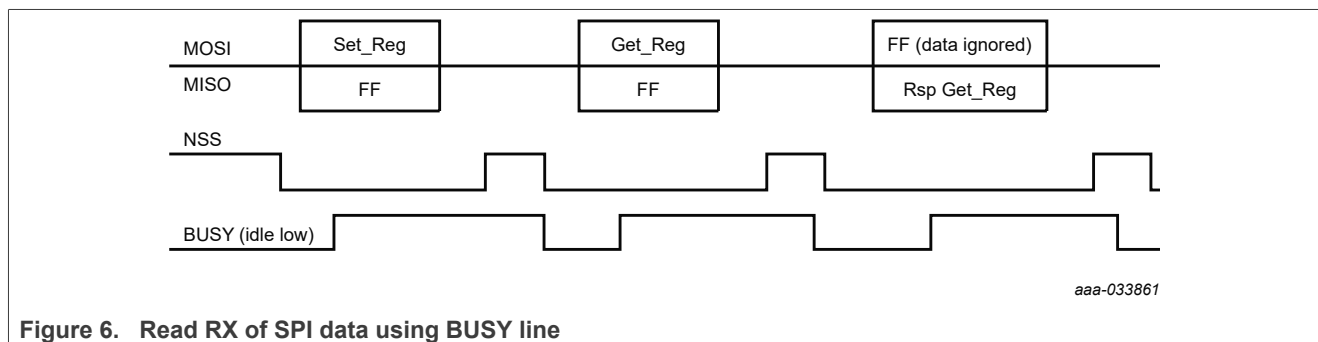 MOSI
Set_Reg
Get_Reg
FF (data ignored)
MISO
FF
FF
Rsp Get_Reg
NSS
BUSY (idle low)
aaa-033861
Figure 6. Read RX of SPI data using BUSY line